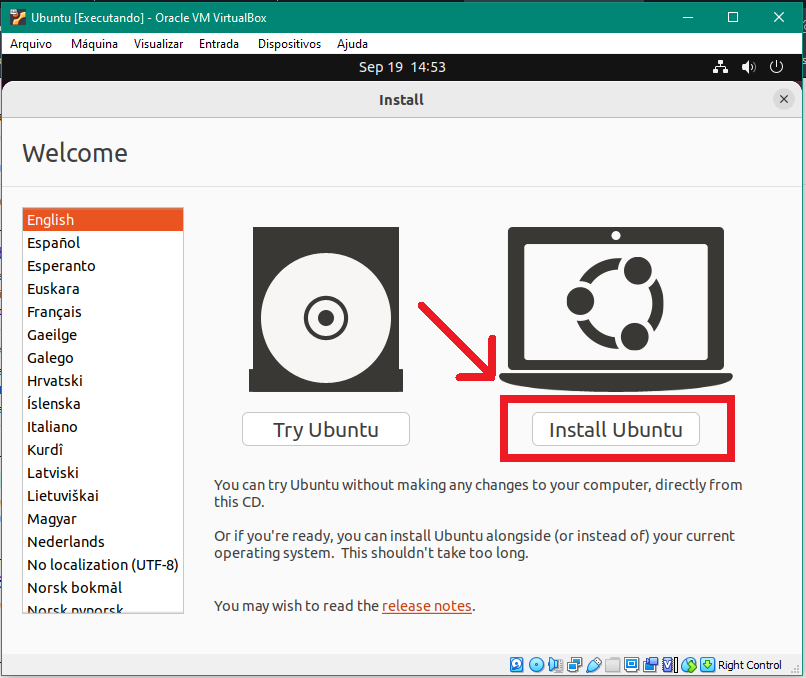 Ubuntu [Executando] - Oracle VM VirtualBox
Arquivo Máquina Visualizar Entrada Dispositivos Ajuda
Sep 19 14:53
Install
Welcome
English
Español
Esperanto
Euskara
Français
Gaeilge
Galego
Hrvatski
Íslenska
Italiano
Kurdî
Latviski
Lietuviškai
Magyar
Nederlands
No localization (UTF-8)
Norsk bokmål
Norsk nynorsk
Try Ubuntu
Install Ubuntu
You can try Ubuntu without making any changes to your computer, directly from
this CD.
Or if you're ready, you can install Ubuntu alongside (or instead of) your current
operating system. This shouldn't take too long.
You may wish to read the release notes.
Right Control